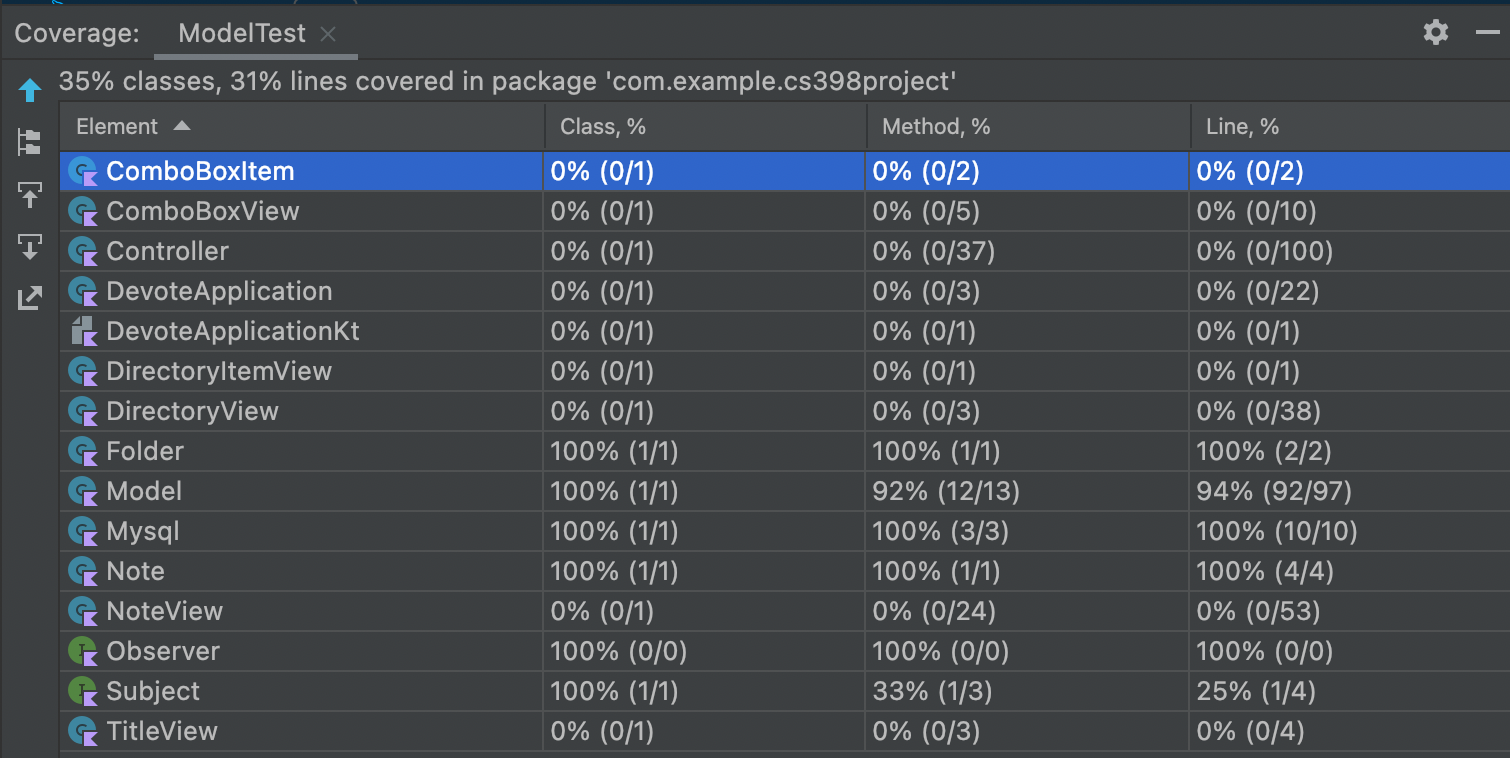 Coverage: ModelTest
35% classes, 31% lines covered in package 'com.example.cs398project'
Element Class, % Method, % Line, %
ComboBoxItem 0% (0/1) 0% (0/2) 0% (0/2)
ComboBoxView 0% (0/1) 0% (0/5) 0% (0/10)
Controller 0% (0/1) 0% (0/37) 0% (0/100)
DevoteApplication 0% (0/1) 0% (0/3) 0% (0/22)
DevoteApplicationKt 0% (0/1) 0% (0/1) 0% (0/1)
DirectoryItemView 0% (0/1) 0% (0/1) 0% (0/1)
DirectoryView 0% (0/1) 0% (0/3) 0% (0/38)
Folder 100% (1/1) 100% (1/1) 100% (2/2)
Model 100% (1/1) 92% (12/13) 94% (92/97)
Mysql 100% (1/1) 100% (3/3) 100% (10/10)
Note 100% (1/1) 100% (1/1) 100% (4/4)
NoteView 0% (0/1) 0% (0/24) 0% (0/53)
Observer 100% (0/0) 100% (0/0) 100% (0/0)
Subject 100% (1/1) 33% (1/3) 25% (1/4)
TitleView 0% (0/1) 0% (0/3) 0% (0/4)